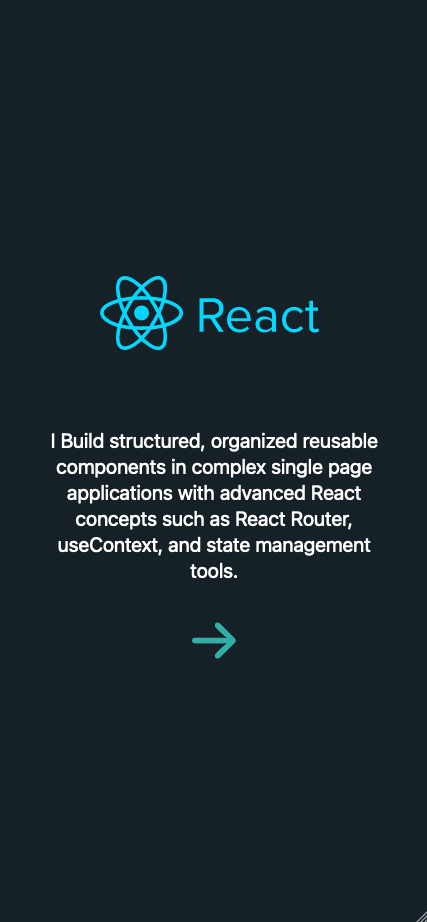 React
I Build structured, organized reusable
components in complex single page
applications with advanced React
concepts such as React Router,
useContext, and state management
tools.